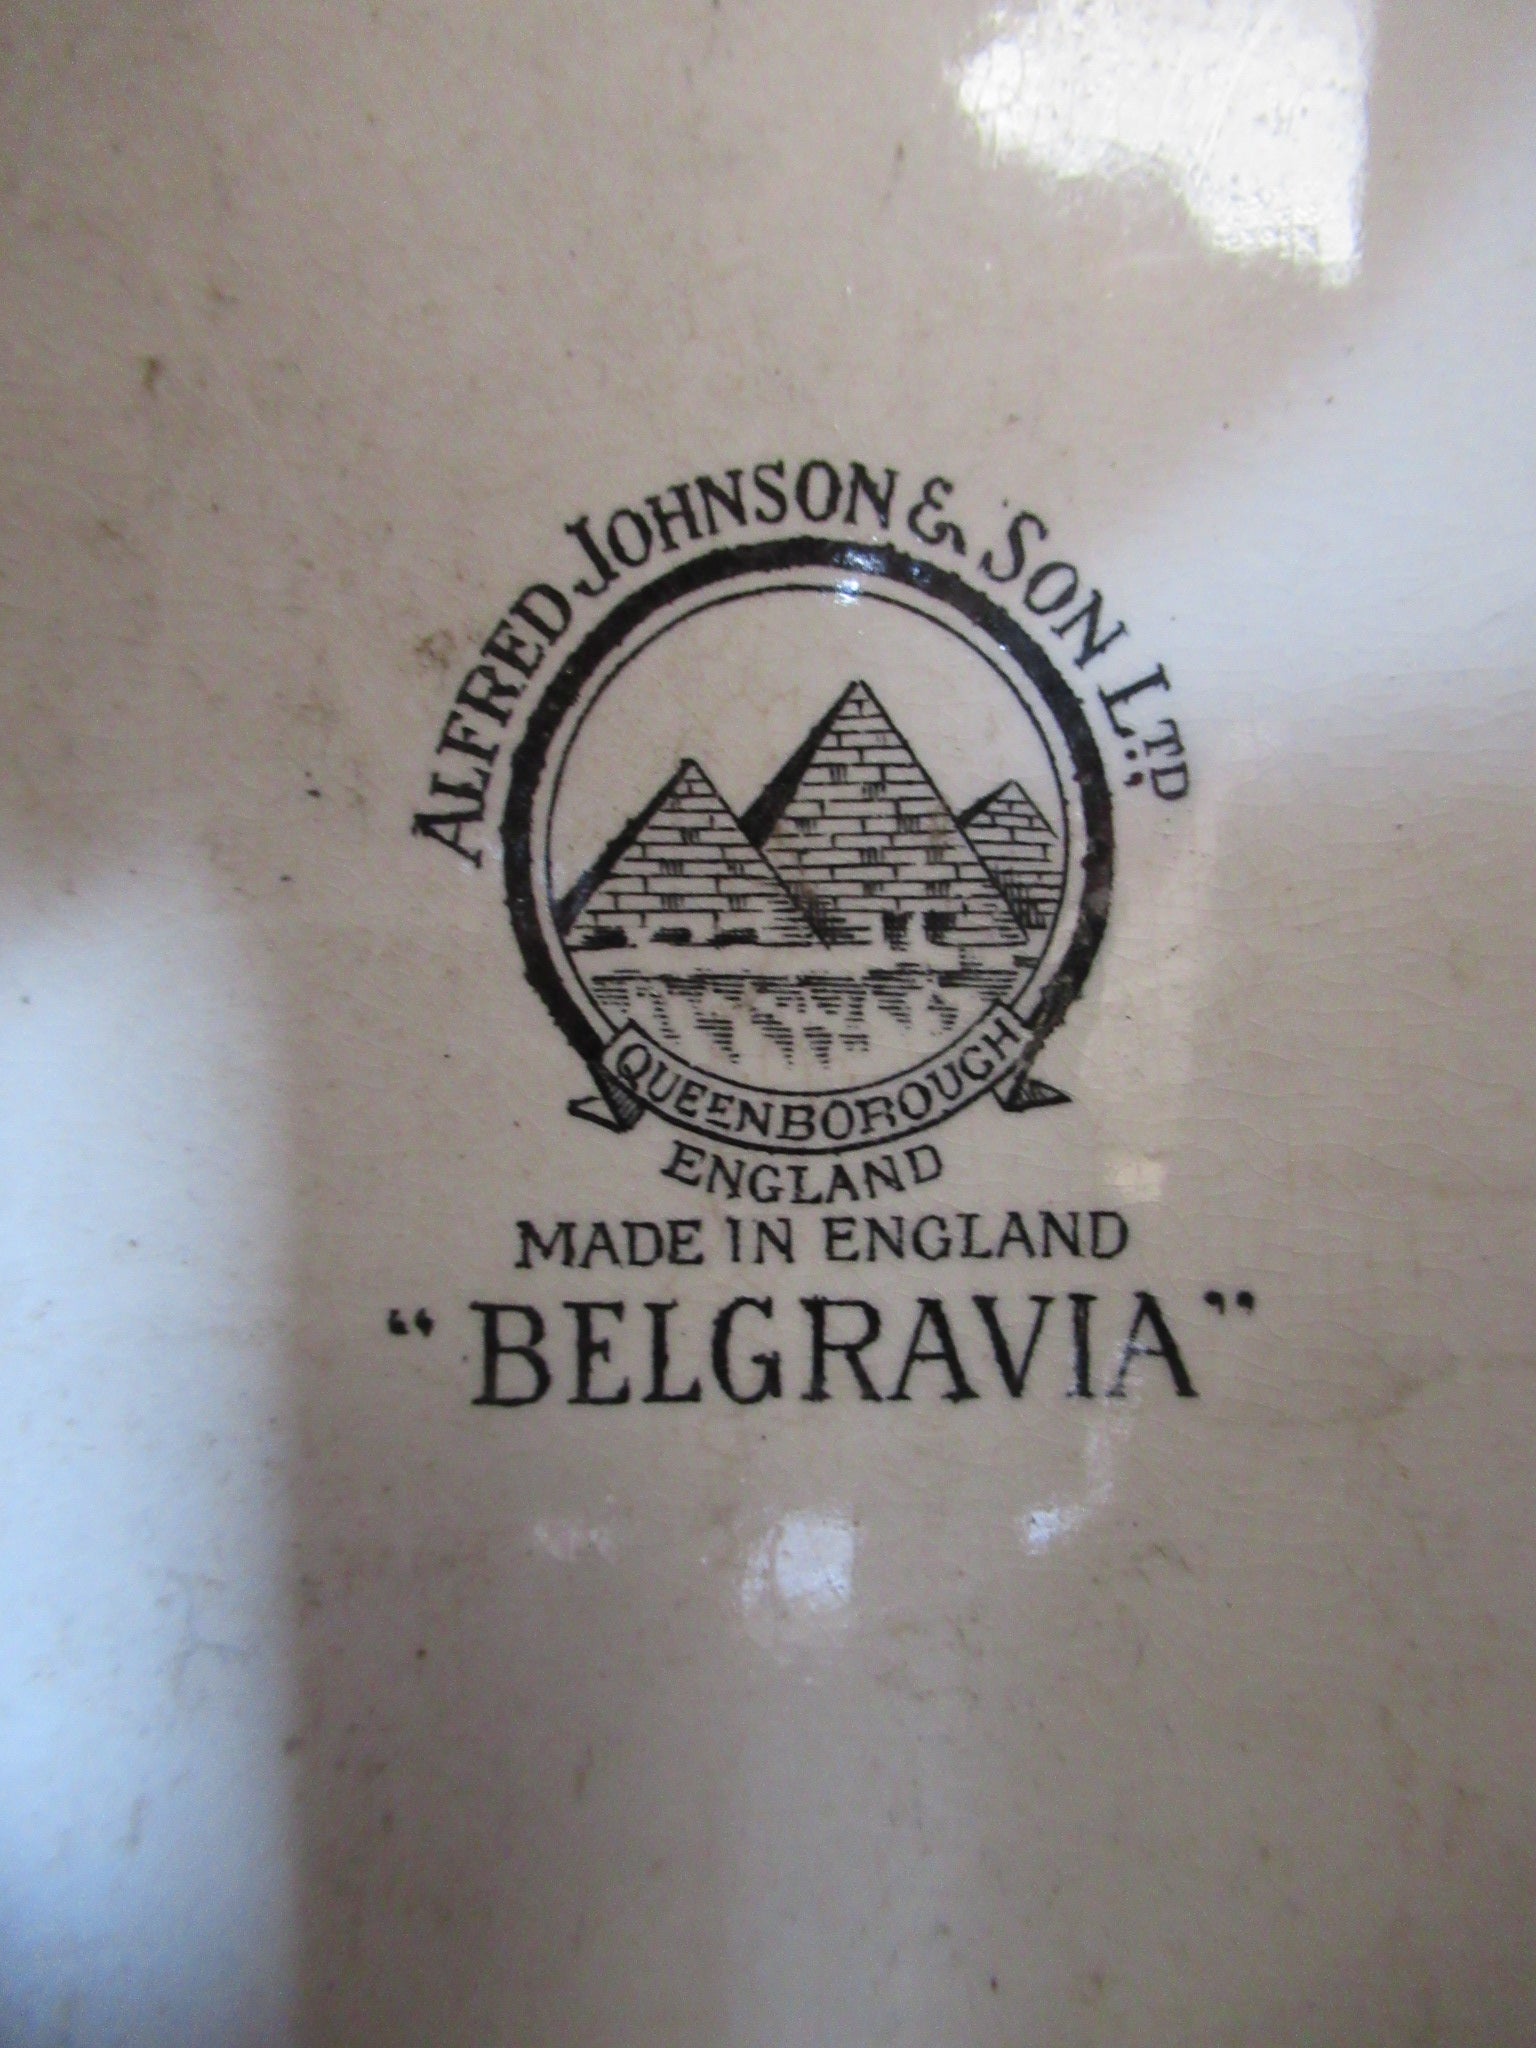 ALFRED JOHNSON & SON LTD
QUEENBOROUGH
ENGLAND
MADE IN ENGLAND
"BELGRAVIA"